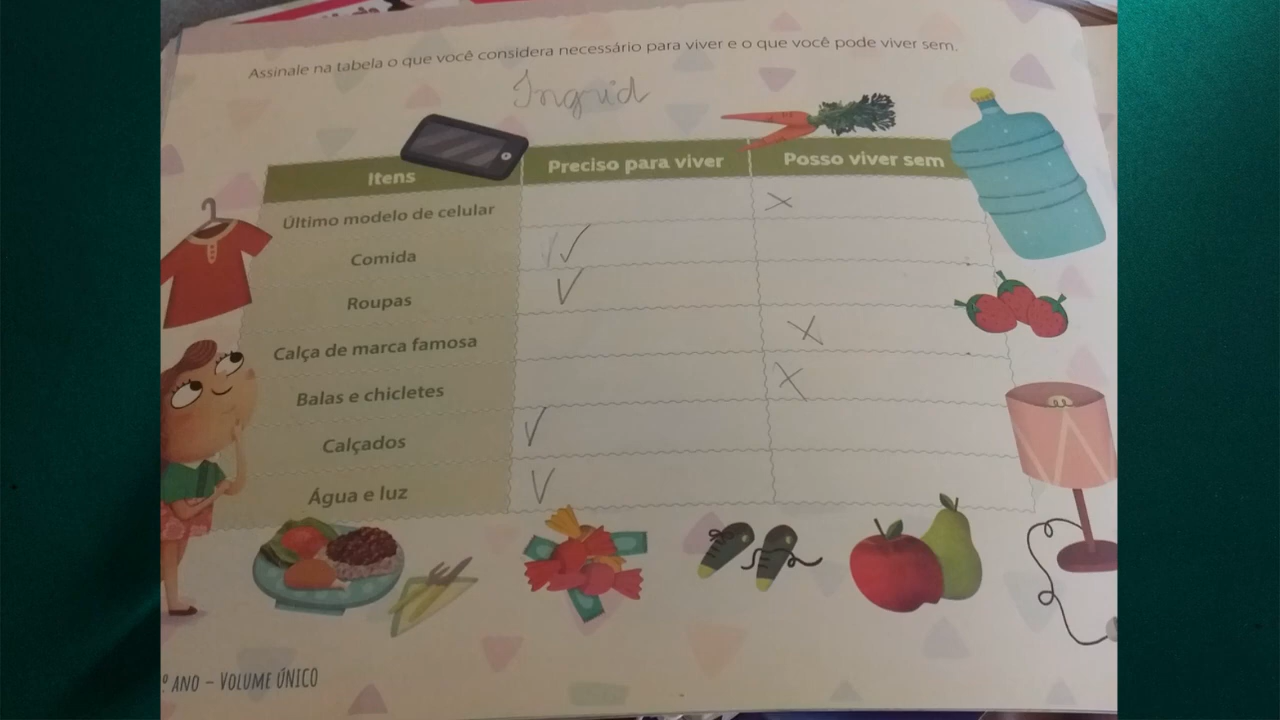 Assinale na tabela o que você considera necessário para viver e o que você pode viver sem.
Ingrid
Itens Preciso para viver Posso viver sem
Último modelo de celular X
Comida ✓
Roupas ✓
Calça de marca famosa X
Balas e chicletes X
Calçados ✓
Água e luz ✓
º ANO – VOLUME ÚNICO